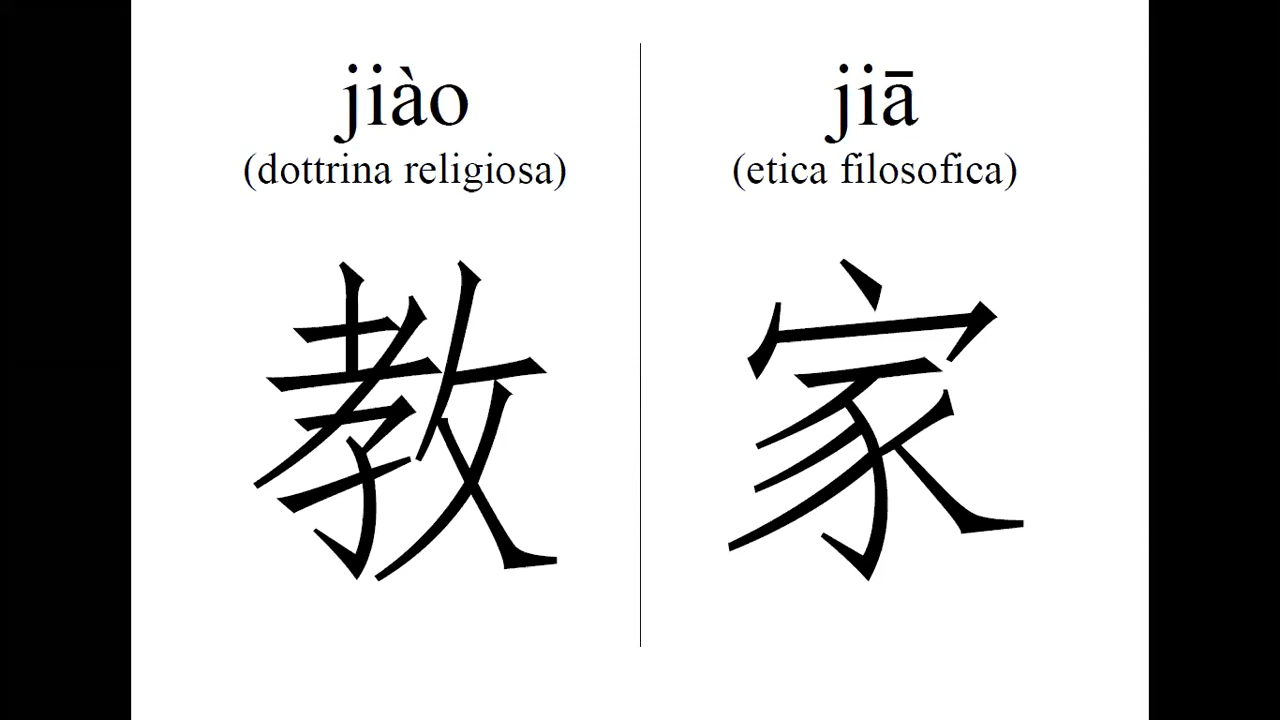 jiào
(dottrina religiosa)
教
jiā
(etica filosofica)
家